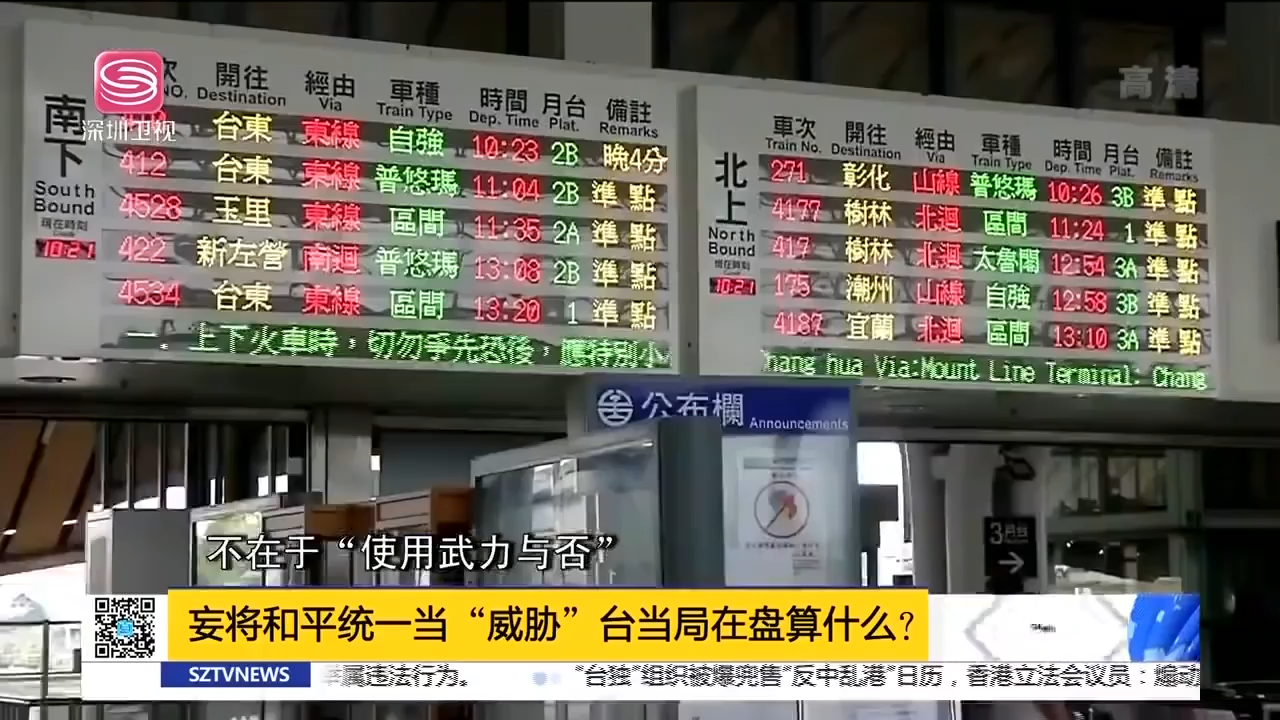 深圳卫视
高清
南下
South Bound
現在時刻
10:21
次 開往 經由 車種 時間 月台 備註
NO. Destination Via Train Type Dep. Time Plat. Remarks
台東 東線 自強 10:23 2B 晚4分
412 台東 東線 普悠瑪 11:04 2B 準點
4528 玉里 東線 區間 11:35 2A 準點
422 新左營 南迴 普悠瑪 13:08 2B 準點
4534 台東 東線 區間 13:20 1 準點
一. 上下火車時，切勿爭先恐後，應特別小
北上
North Bound
現在時刻
10:21
車次 開往 經由 車種 時間 月台 備註
Train No. Destination Via Train Type Dep. Time Plat. Remarks
271 彰化 山線 普悠瑪 10:26 3B 準點
4177 樹林 北迴 區間 11:24 1 準點
417 樹林 北迴 太魯閣 12:54 3A 準點
175 潮州 山線 自強 12:58 3B 準點
4187 宜蘭 北迴 區間 13:10 3A 準點
hang hua Via:Mount Line Terminal: Chang
公布欄 Announcements
3月台
不在于“使用武力与否”
妄将和平统一当“威胁”台当局在盘算什么?
SZTVNEWS
属违法行为。 “台独”组织被爆兜售“反中乱港”日历，香港立法会议员：煽动